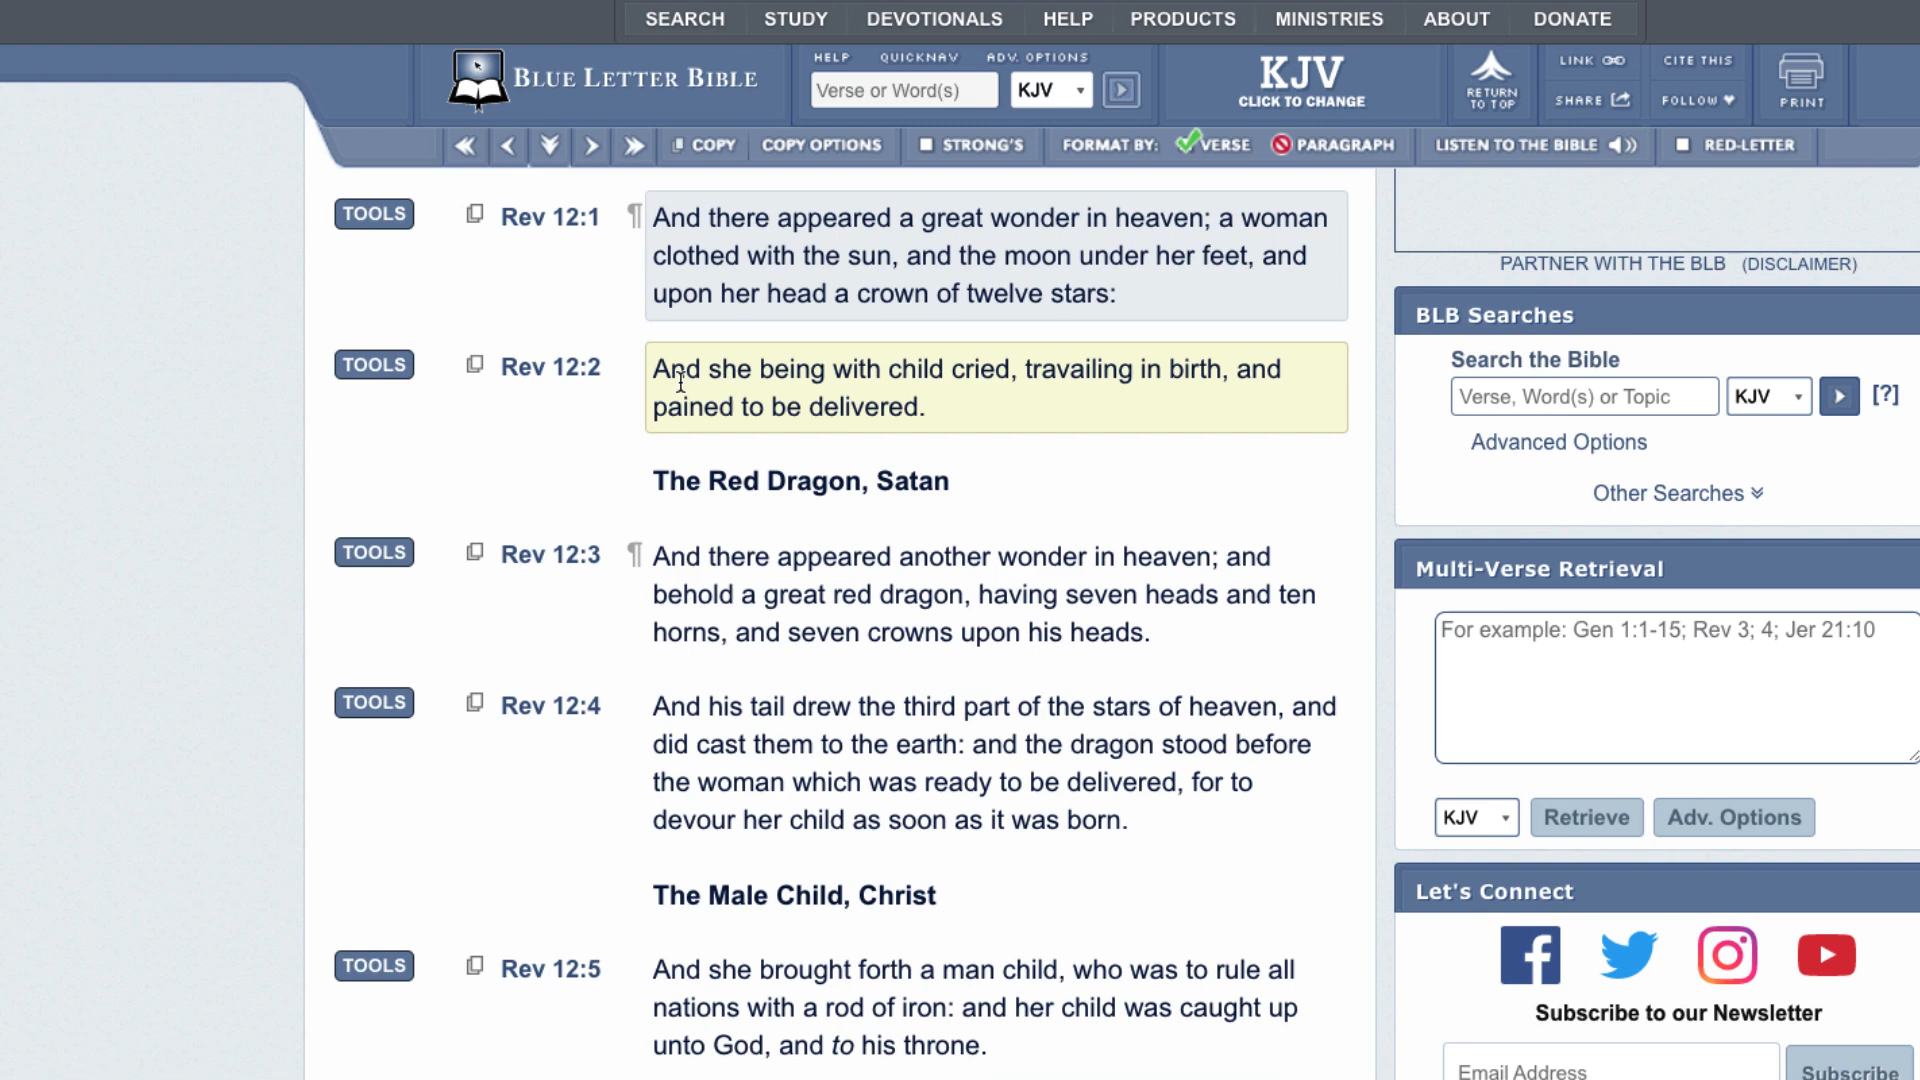 SEARCH STUDY DEVOTIONALS HELP PRODUCTS MINISTRIES ABOUT DONATE
BLUE LETTER BIBLE
HELP QUICKNAV ADV. OPTIONS
Verse or Word(s) KJV
KJV
CLICK TO CHANGE
RETURN
TO TOP
LINK CITE THIS
SHARE FOLLOW
PRINT
COPY COPY OPTIONS STRONG'S FORMAT BY: VERSE PARAGRAPH LISTEN TO THE BIBLE RED-LETTER
TOOLS Rev 12:1 ¶ And there appeared a great wonder in heaven; a woman
clothed with the sun, and the moon under her feet, and
upon her head a crown of twelve stars:
TOOLS Rev 12:2 And she being with child cried, travailing in birth, and
pained to be delivered.
The Red Dragon, Satan
TOOLS Rev 12:3 ¶ And there appeared another wonder in heaven; and
behold a great red dragon, having seven heads and ten
horns, and seven crowns upon his heads.
TOOLS Rev 12:4 And his tail drew the third part of the stars of heaven, and
did cast them to the earth: and the dragon stood before
the woman which was ready to be delivered, for to
devour her child as soon as it was born.
The Male Child, Christ
TOOLS Rev 12:5 And she brought forth a man child, who was to rule all
nations with a rod of iron: and her child was caught up
unto God, and to his throne.
PARTNER WITH THE BLB (DISCLAIMER)
BLB Searches
Search the Bible
Verse, Word(s) or Topic KJV [?]
Advanced Options
Other Searches
Multi-Verse Retrieval
For example: Gen 1:1-15; Rev 3; 4; Jer 21:10
KJV Retrieve Adv. Options
Let's Connect
Subscribe to our Newsletter
Email Address Subscribe